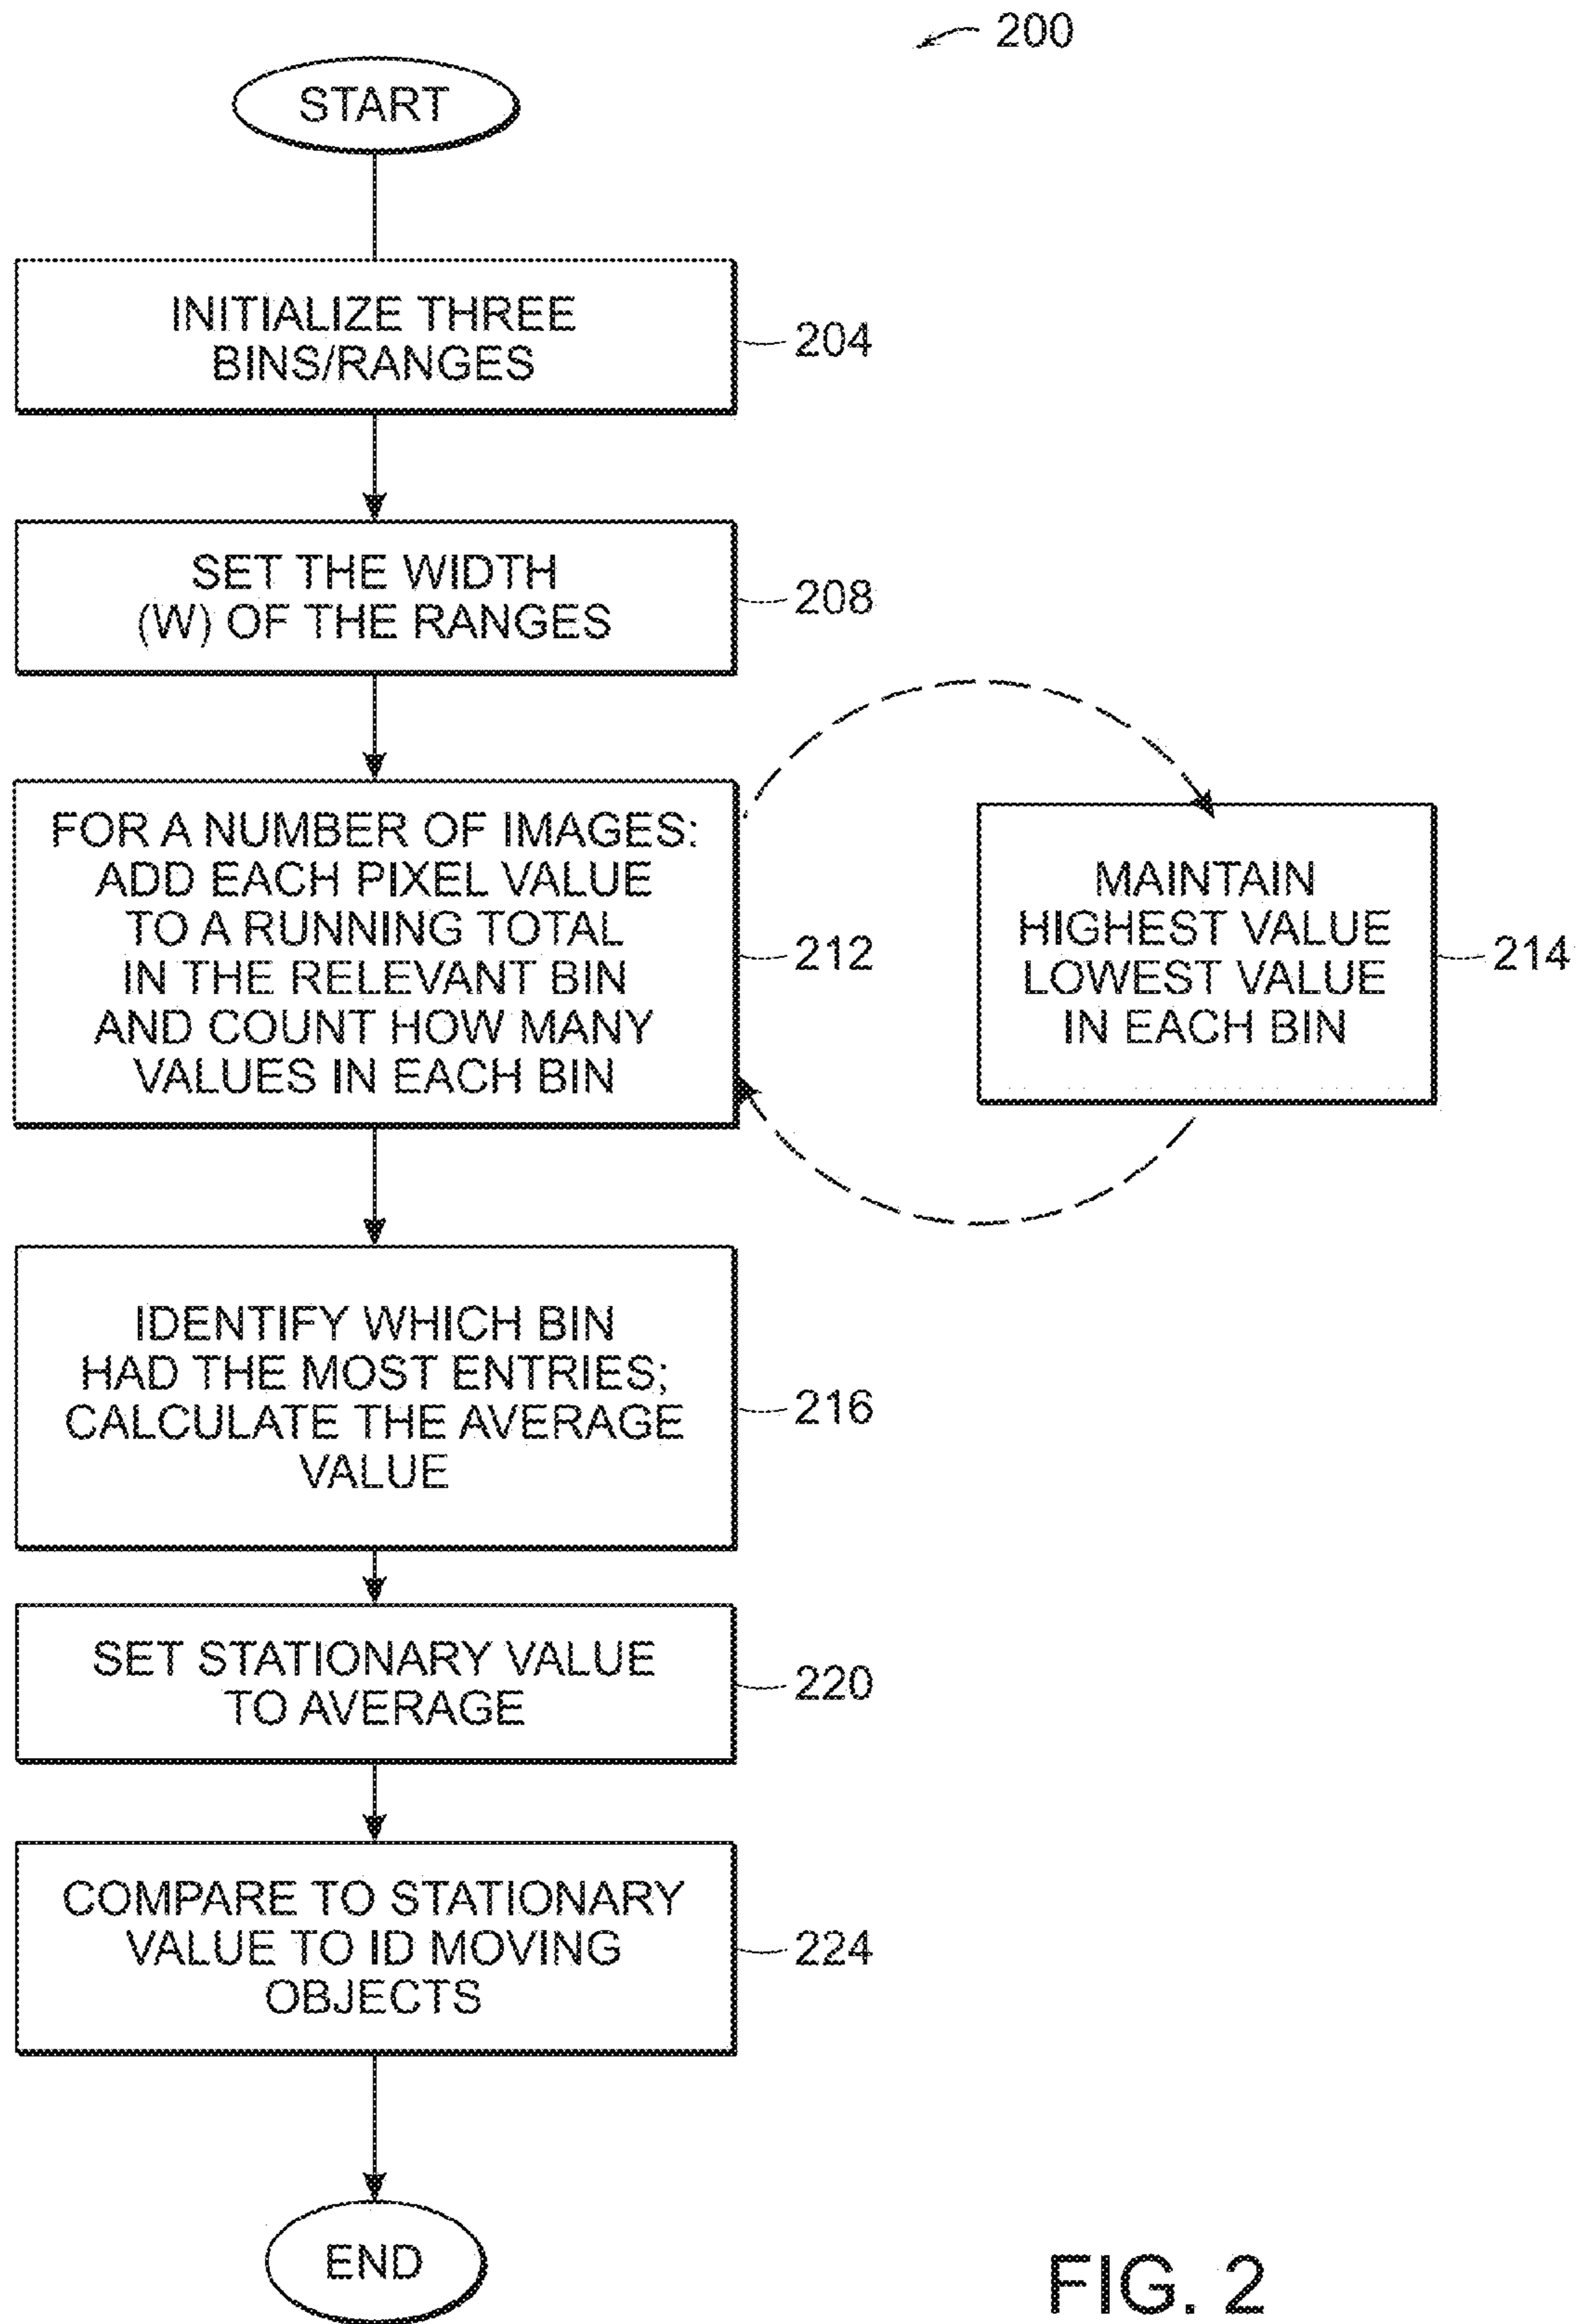 200
START
INITIALIZE THREE
BINS/RANGES
204
SET THE WIDTH
(W) OF THE RANGES
208
FOR A NUMBER OF IMAGES:
ADD EACH PIXEL VALUE
TO A RUNNING TOTAL
IN THE RELEVANT BIN
AND COUNT HOW MANY
VALUES IN EACH BIN
212
MAINTAIN
HIGHEST VALUE
LOWEST VALUE
IN EACH BIN
214
IDENTIFY WHICH BIN
HAD THE MOST ENTRIES;
CALCULATE THE AVERAGE
VALUE
216
SET STATIONARY VALUE
TO AVERAGE
220
COMPARE TO STATIONARY
VALUE TO ID MOVING
OBJECTS
224
END
FIG. 2